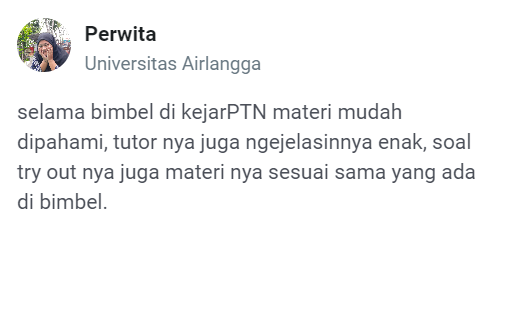 Perwita
Universitas Airlangga
selama bimbel di kejarPTN materi mudah
dipahami, tutor nya juga ngejelasinnya enak, soal
try out nya juga materi nya sesuai sama yang ada
di bimbel.